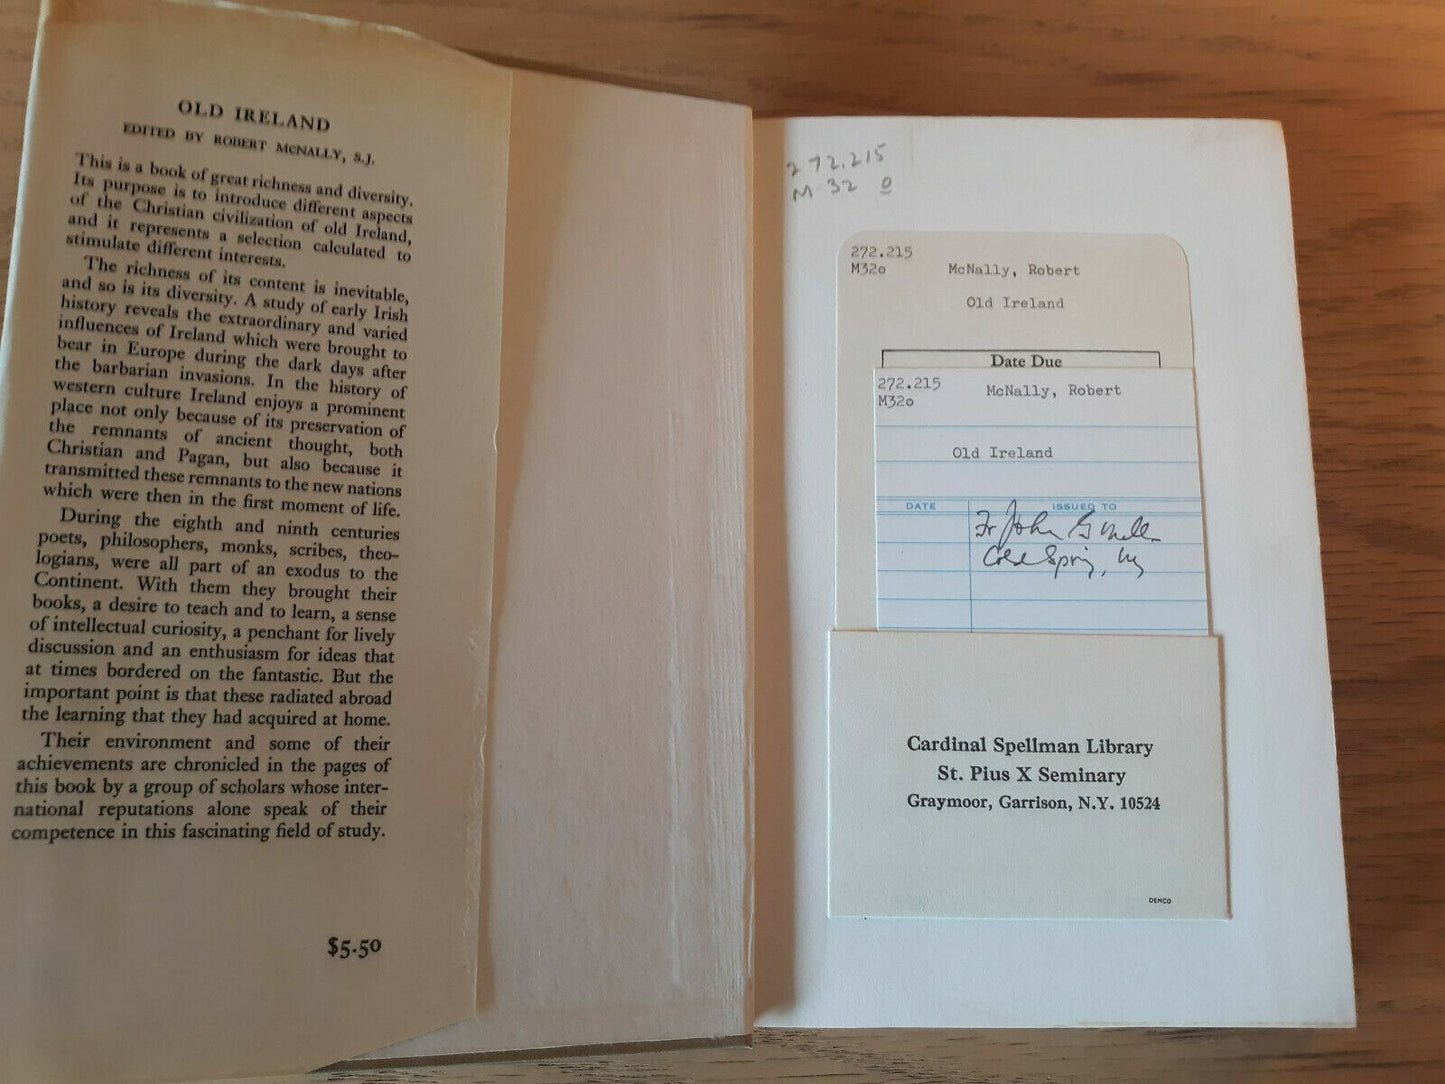 OLD IRELAND
EDITED BY ROBERT McNALLY, S.J.
This is a book of great richness and diversity.
Its purpose is to introduce different aspects
of the Christian civilization of old Ireland,
and it represents a selection calculated to
stimulate different interests.
The richness of its content is inevitable,
and so is its diversity. A study of early Irish
history reveals the extraordinary and varied
influences of Ireland which were brought to
bear in Europe during the dark days after
the barbarian invasions. In the history of
western culture Ireland enjoys a prominent
place not only because of its preservation of
the remnants of ancient thought, both
Christian and Pagan, but also because it
transmitted these remnants to the new nations
which were then in the first moment of life.
During the eighth and ninth centuries
poets, philosophers, monks, scribes, theo-
logians, were all part of an exodus to the
Continent. With them they brought their
books, a desire to teach and to learn, a sense
of intellectual curiosity, a penchant for lively
discussion and an enthusiasm for ideas that
at times bordered on the fantastic. But the
important point is that these radiated abroad
the learning that they had acquired at home.
Their environment and some of their
achievements are chronicled in the pages of
this book by a group of scholars whose inter-
national reputations alone speak of their
competence in this fascinating field of study.
$5.50
272.215
M32 o
272.215
M32o
McNally, Robert
Old Ireland
Date Due
272.215
M32o
McNally, Robert
Old Ireland
DATE ISSUED TO
Fr John
Cold Spring, Ny
Cardinal Spellman Library
St. Pius X Seminary
Graymoor, Garrison, N.Y. 10524
DEMCO